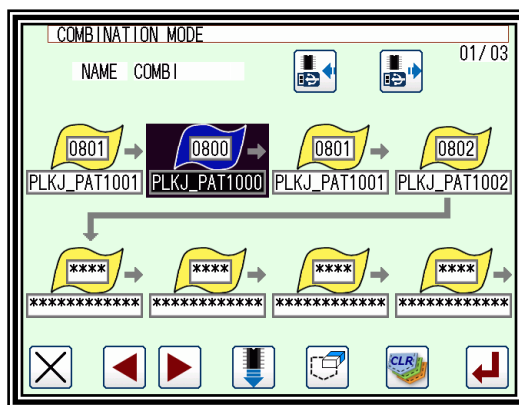 COMBINATION MODE
01/03
NAME COMBI
0801 0800 0801 0802
PLKJ_PAT1001 PLKJ_PAT1000 PLKJ_PAT1001 PLKJ_PAT1002
**** **** **** ****
************ ************ ************ ************
CLR